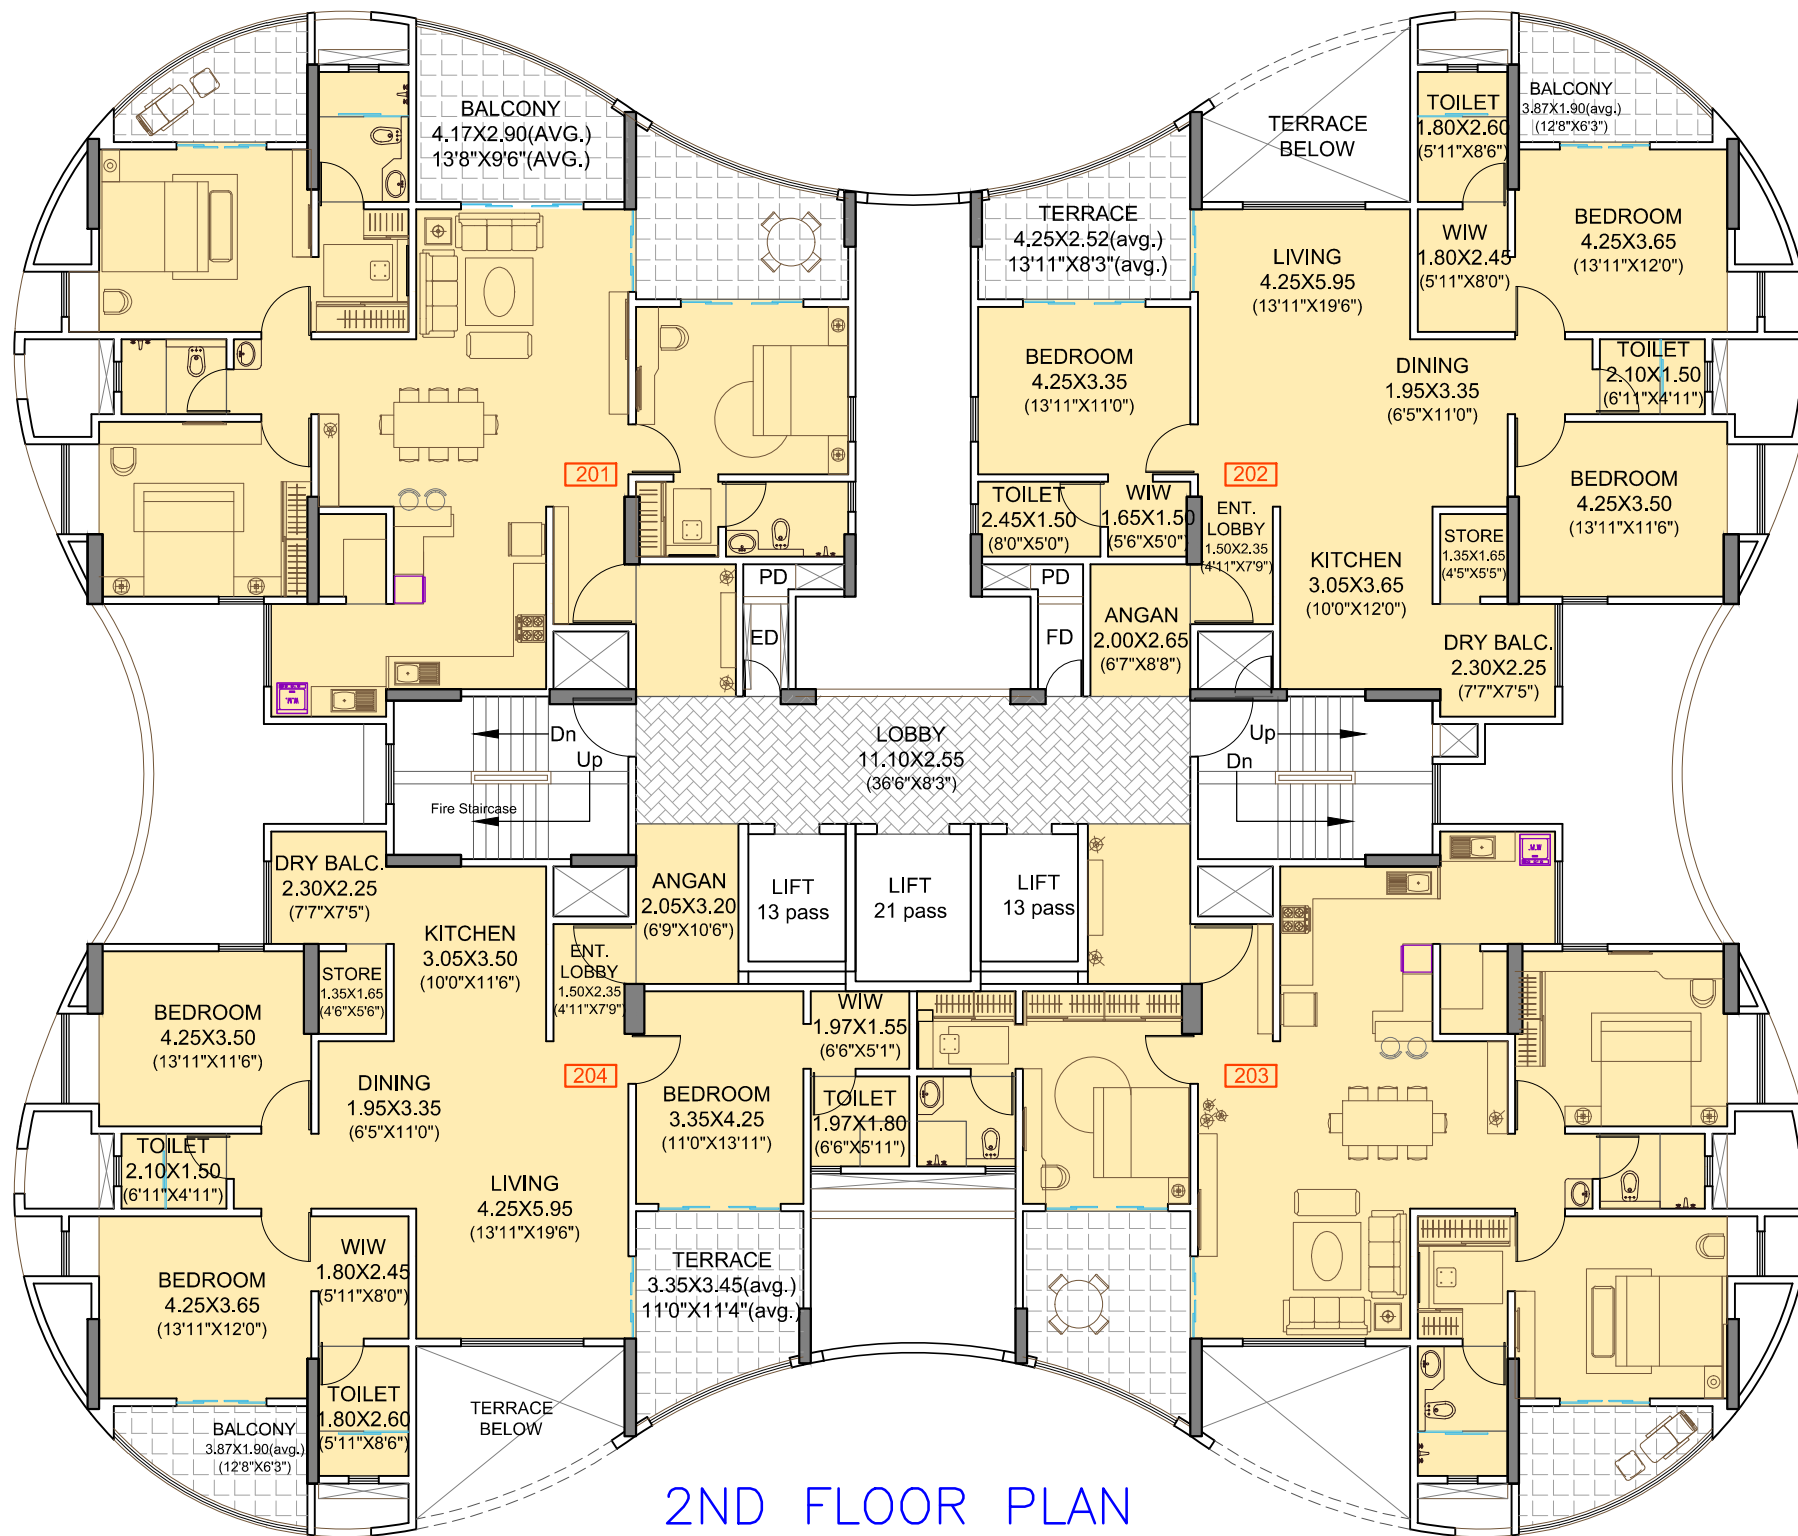 BALCONY
4.17X2.90(AVG.)
13'8"X9'6"(AVG.)
TERRACE
BELOW
TOILET
1.80X2.60
(5'11"X8'6")
BALCONY
3.87X1.90(avg.)
(12'8"X6'3")
TERRACE
4.25X2.52(avg.)
13'11"X8'3"(avg.)
LIVING
4.25X5.95
(13'11"X19'6")
WIW
1.80X2.45
(5'11"X8'0")
BEDROOM
4.25X3.65
(13'11"X12'0")
BEDROOM
4.25X3.35
(13'11"X11'0")
DINING
1.95X3.35
(6'5"X11'0")
TOILET
2.10X1.50
(6'11"X4'11")
201
202
BEDROOM
4.25X3.50
(13'11"X11'6")
TOILET
2.45X1.50
(8'0"X5'0")
WIW
1.65X1.50
(5'6"X5'0")
ENT.
LOBBY
1.50X2.35
(4'11"X7'9")
STORE
1.35X1.65
(4'5"X5'5")
KITCHEN
3.05X3.65
(10'0"X12'0")
PD
ED
PD
FD
ANGAN
2.00X2.65
(6'7"X8'8")
DRY BALC.
2.30X2.25
(7'7"X7'5")
W.M.
Dn
Up
Fire Staircase
LOBBY
11.10X2.55
(36'6"X8'3")
Up
Dn
DRY BALC.
2.30X2.25
(7'7"X7'5")
ANGAN
2.05X3.20
(6'9"X10'6")
LIFT
13 pass
LIFT
21 pass
LIFT
13 pass
W.M.
KITCHEN
3.05X3.50
(10'0"X11'6")
STORE
1.35X1.65
(4'6"X5'6")
ENT.
LOBBY
1.50X2.35
(4'11"X7'9")
BEDROOM
4.25X3.50
(13'11"X11'6")
WIW
1.97X1.55
(6'6"X5'1")
204
203
DINING
1.95X3.35
(6'5"X11'0")
BEDROOM
3.35X4.25
(11'0"X13'11")
TOILET
1.97X1.80
(6'6"X5'11")
TOILET
2.10X1.50
(6'11"X4'11")
LIVING
4.25X5.95
(13'11"X19'6")
WIW
1.80X2.45
(5'11"X8'0")
BEDROOM
4.25X3.65
(13'11"X12'0")
TERRACE
3.35X3.45(avg.)
11'0"X11'4"(avg.)
TOILET
1.80X2.60
(5'11"X8'6")
BALCONY
3.87X1.90(avg.)
(12'8"X6'3")
TERRACE
BELOW
2ND FLOOR PLAN